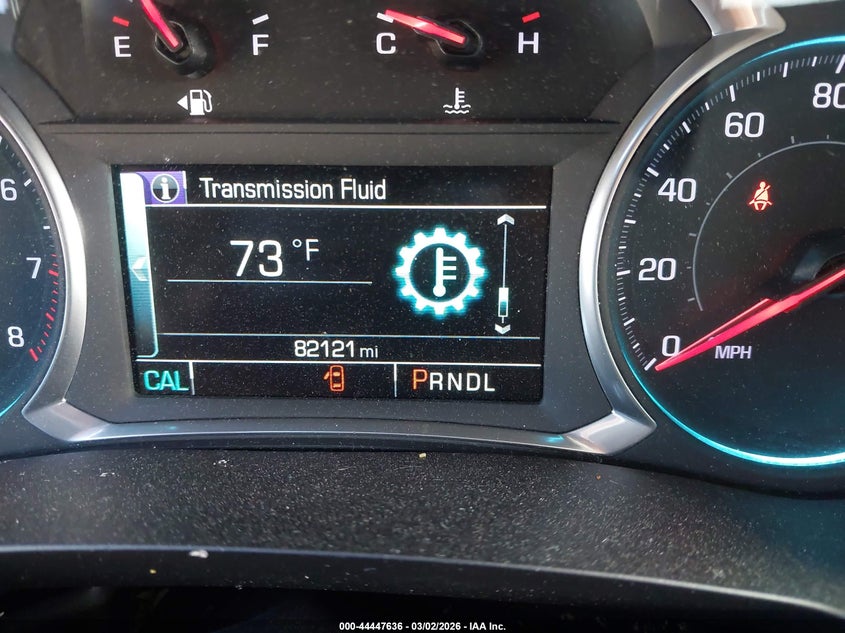 E F C H
Transmission Fluid
73 °F
82121 mi
CAL PRNDL
6
7
8
0
20
40
60
80
MPH
000-44447636 - 03/02/2026 - IAA Inc.